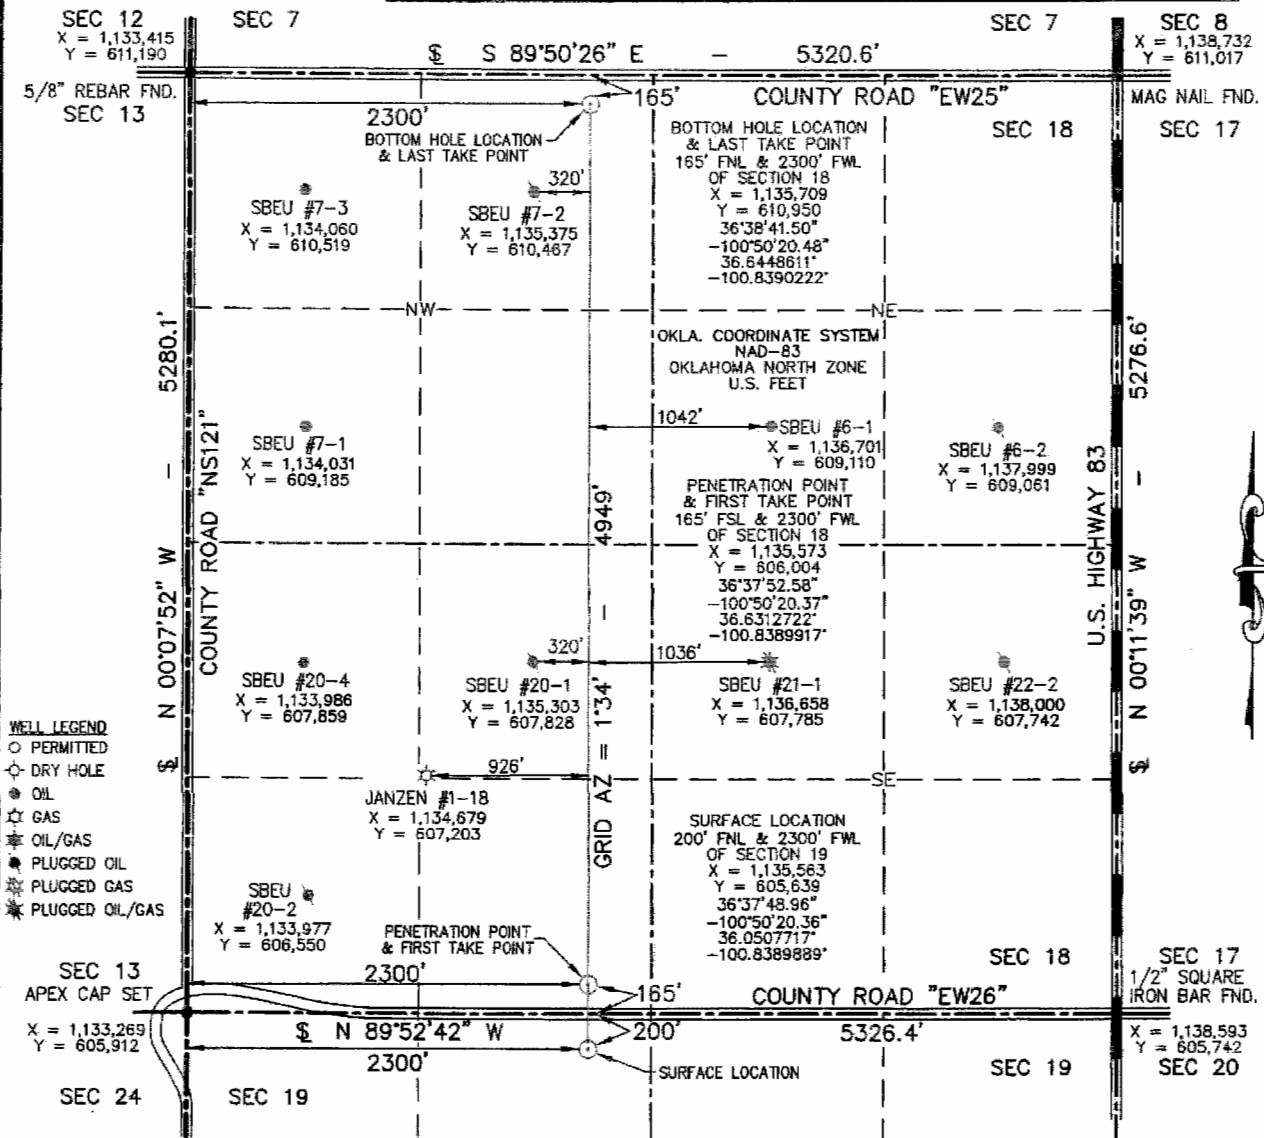 SEC 12
X = 1,133,415
Y = 611,190
SEC 7
SEC 7
SEC 8
X = 1,138,732
Y = 611,017
℄ S 89°50'26" E – 5320.6'
5/8" REBAR FND.
SEC 13
2300'
165'
COUNTY ROAD "EW25"
MAG NAIL FND.
SEC 18
SEC 17
BOTTOM HOLE LOCATION
& LAST TAKE POINT
BOTTOM HOLE LOCATION
& LAST TAKE POINT
165' FNL & 2300' FWL
OF SECTION 18
X = 1,135,709
Y = 610,950
36°38'41.50"
-100°50'20.48"
36.6448611°
-100.8390222°
320'
SBEU #7-3
X = 1,134,060
Y = 610,519
SBEU #7-2
X = 1,135,375
Y = 610,467
NW
NE
OKLA. COORDINATE SYSTEM
NAD-83
OKLAHOMA NORTH ZONE
U.S. FEET
1042'
SBEU #7-1
X = 1,134,031
Y = 609,185
SBEU #6-1
X = 1,136,701
Y = 609,110
SBEU #6-2
X = 1,137,999
Y = 609,061
PENETRATION POINT
& FIRST TAKE POINT
165' FSL & 2300' FWL
OF SECTION 18
X = 1,135,573
Y = 606,004
36°37'52.58"
-100°50'20.37"
36.6312722°
-100.8389917°
℄ N 00°07'52" W – 5280.1'
COUNTY ROAD "NS121"
GRID AZ = 1°34' – 4949'
U.S. HIGHWAY 83
℄ N 00°11'39" W – 5276.6'
320'
1036'
SBEU #20-4
X = 1,133,986
Y = 607,859
SBEU #20-1
X = 1,135,303
Y = 607,828
SBEU #21-1
X = 1,136,658
Y = 607,785
SBEU #22-2
X = 1,138,000
Y = 607,742
WELL LEGEND
PERMITTED
DRY HOLE
OIL
GAS
OIL/GAS
PLUGGED OIL
PLUGGED GAS
PLUGGED OIL/GAS
926'
SE
JANZEN #1-18
X = 1,134,679
Y = 607,203
SURFACE LOCATION
200' FNL & 2300' FWL
OF SECTION 19
X = 1,135,563
Y = 605,639
36°37'48.96"
-100°50'20.36"
36.0507717°
-100.8389889°
SBEU
#20-2
X = 1,133,977
Y = 606,550
PENETRATION POINT
& FIRST TAKE POINT
SEC 13
APEX CAP SET
2300'
165'
COUNTY ROAD "EW26"
SEC 18
SEC 17
1/2" SQUARE
IRON BAR FND.
X = 1,133,269
Y = 605,912
℄ N 89°52'42" W
200'
5326.4'
X = 1,138,593
Y = 605,742
2300'
SURFACE LOCATION
SEC 24
SEC 19
SEC 19
SEC 20